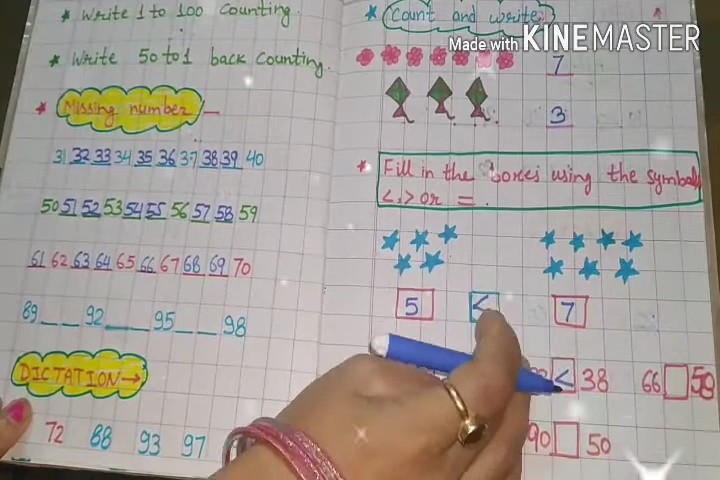 * Write 1 to 100 Counting.
* Write 50 to 1 back Counting.
* Missing number —
31 32 33 34 35 36 37 38 39 40
50 51 52 53 54 55 56 57 58 59
61 62 63 64 65 66 67 68 69 70
89 _ _ 92 _ _ 95 _ _ 98
DICTATION→
72 88 93 97
* Count and write.
Made with KINEMASTER
7
3
* Fill in the boxes using the symbols
<, > or = .
5 < 7
< 38
66 □ 58
90 □ 50